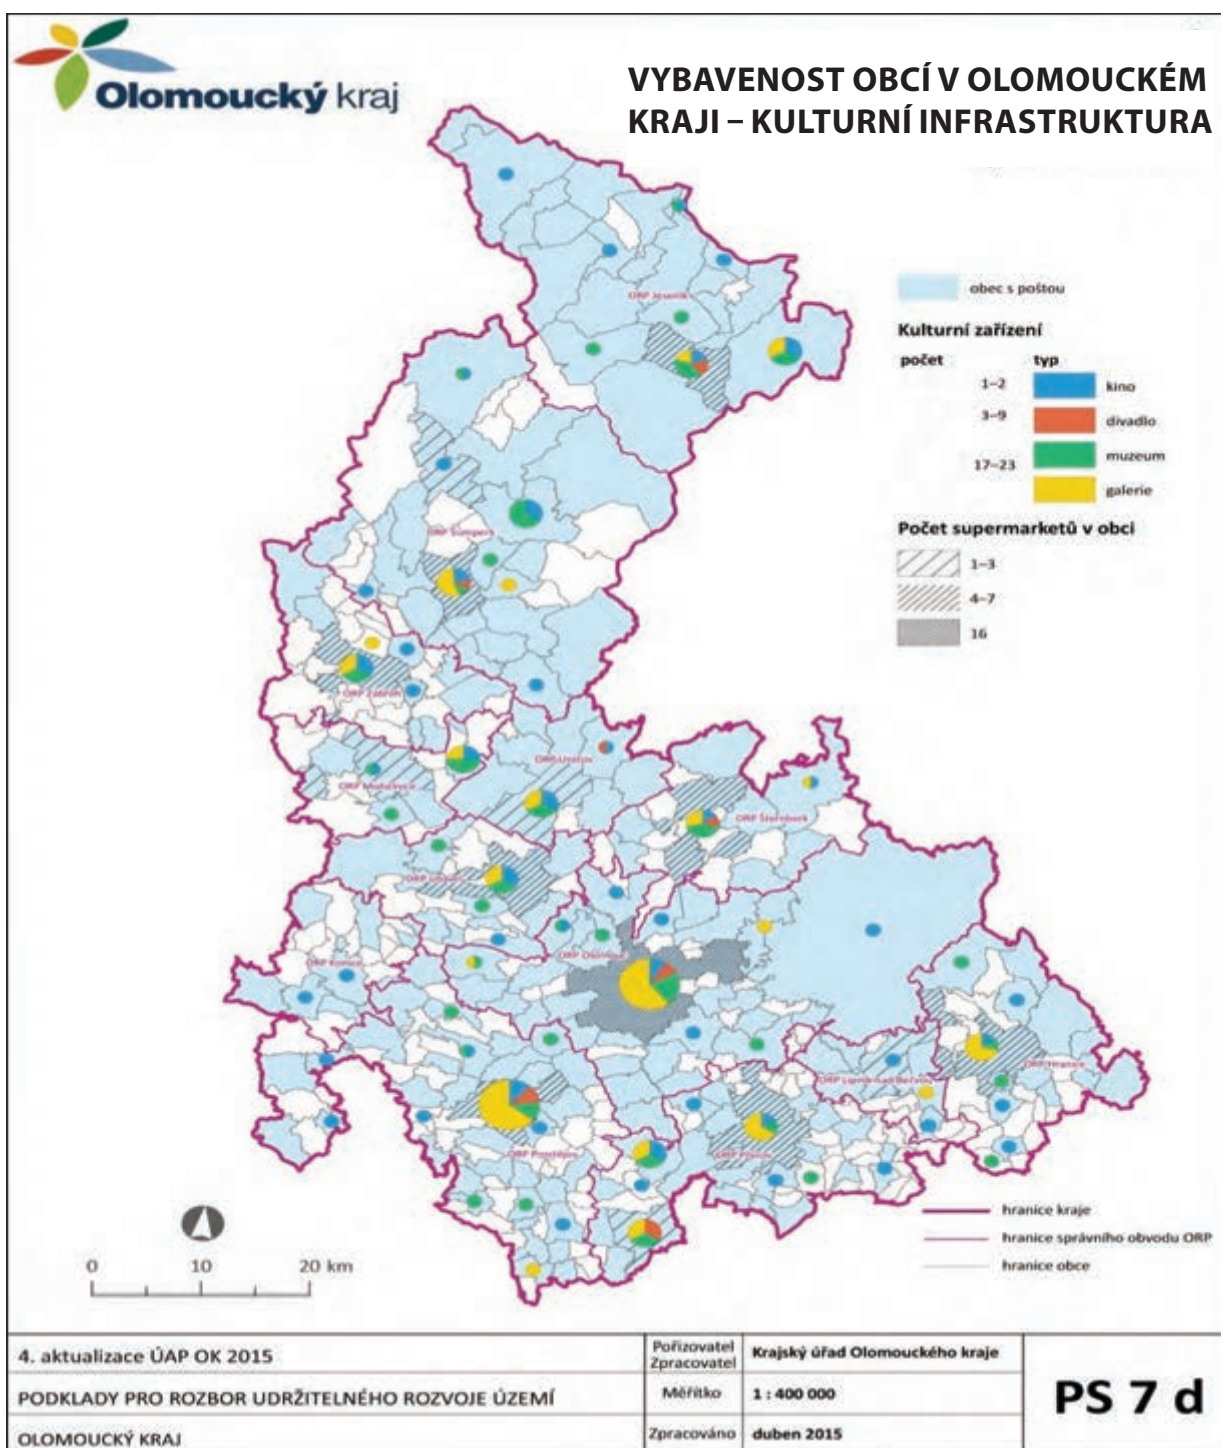 Olomoucký kraj
VYBAVENOST OBCÍ V OLOMOUCKÉM
KRAJI – KULTURNÍ INFRASTRUKTURA
obec s poštou
Kulturní zařízení
počet typ
1–2 kino
3–9 divadlo
17–23 muzeum
galerie
Počet supermarketů v obci
1–3
4–7
16
ORP Jeseník
ORP Šumperk
ORP Zábřeh
ORP Uničov
ORP Mohelnice
ORP Šternberk
ORP Litovel
ORP Konice
ORP Olomouc
ORP Hranice
ORP Lipník nad Bečvou
ORP Prostějov
ORP Přerov
hranice kraje
hranice správního obvodu ORP
hranice obce
0 10 20 km
4. aktualizace ÚAP OK 2015
PODKLADY PRO ROZBOR UDRŽITELNÉHO ROZVOJE ÚZEMÍ
OLOMOUCKÝ KRAJ
Pořizovatel
Zpracovatel
Krajský úřad Olomouckého kraje
Měřítko 1 : 400 000
Zpracováno duben 2015
PS 7 d